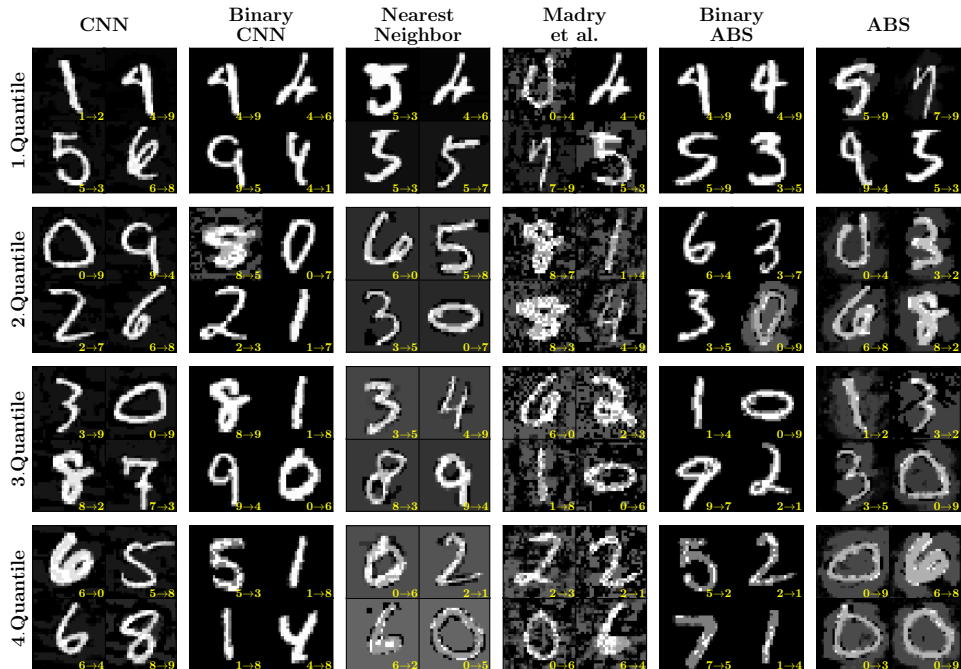 CNN
Binary CNN
Nearest Neighbor
Madry et al.
Binary ABS
ABS
1.Quantile
1→2 4→9 4→9 4→6 5→3 4→6 0→4 4→6 4→9 4→9 5→9 7→9
5→3 6→8 9→5 4→1 5→3 5→7 7→9 5→3 5→9 3→5 9→4 5→3
2.Quantile
0→9 9→4 8→5 0→7 6→0 5→8 8→7 1→4 6→4 3→7 0→4 3→2
2→7 6→8 2→3 1→7 3→5 0→7 8→3 4→9 3→5 0→9 6→8 8→2
3.Quantile
3→5 0→9 8→9 1→8 3→5 4→9 6→0 2→3 1→4 0→9 1→2 3→2
8→2 7→3 9→4 0→6 8→3 9→4 1→8 0→6 9→7 2→1 3→5 0→9
4.Quantile
6→0 5→8 5→3 1→8 0→6 2→1 2→3 2→1 5→2 2→1 0→9 6→8
6→4 8→9 1→8 4→8 6→2 0→5 0→6 6→4 7→5 1→4 0→9 0→9